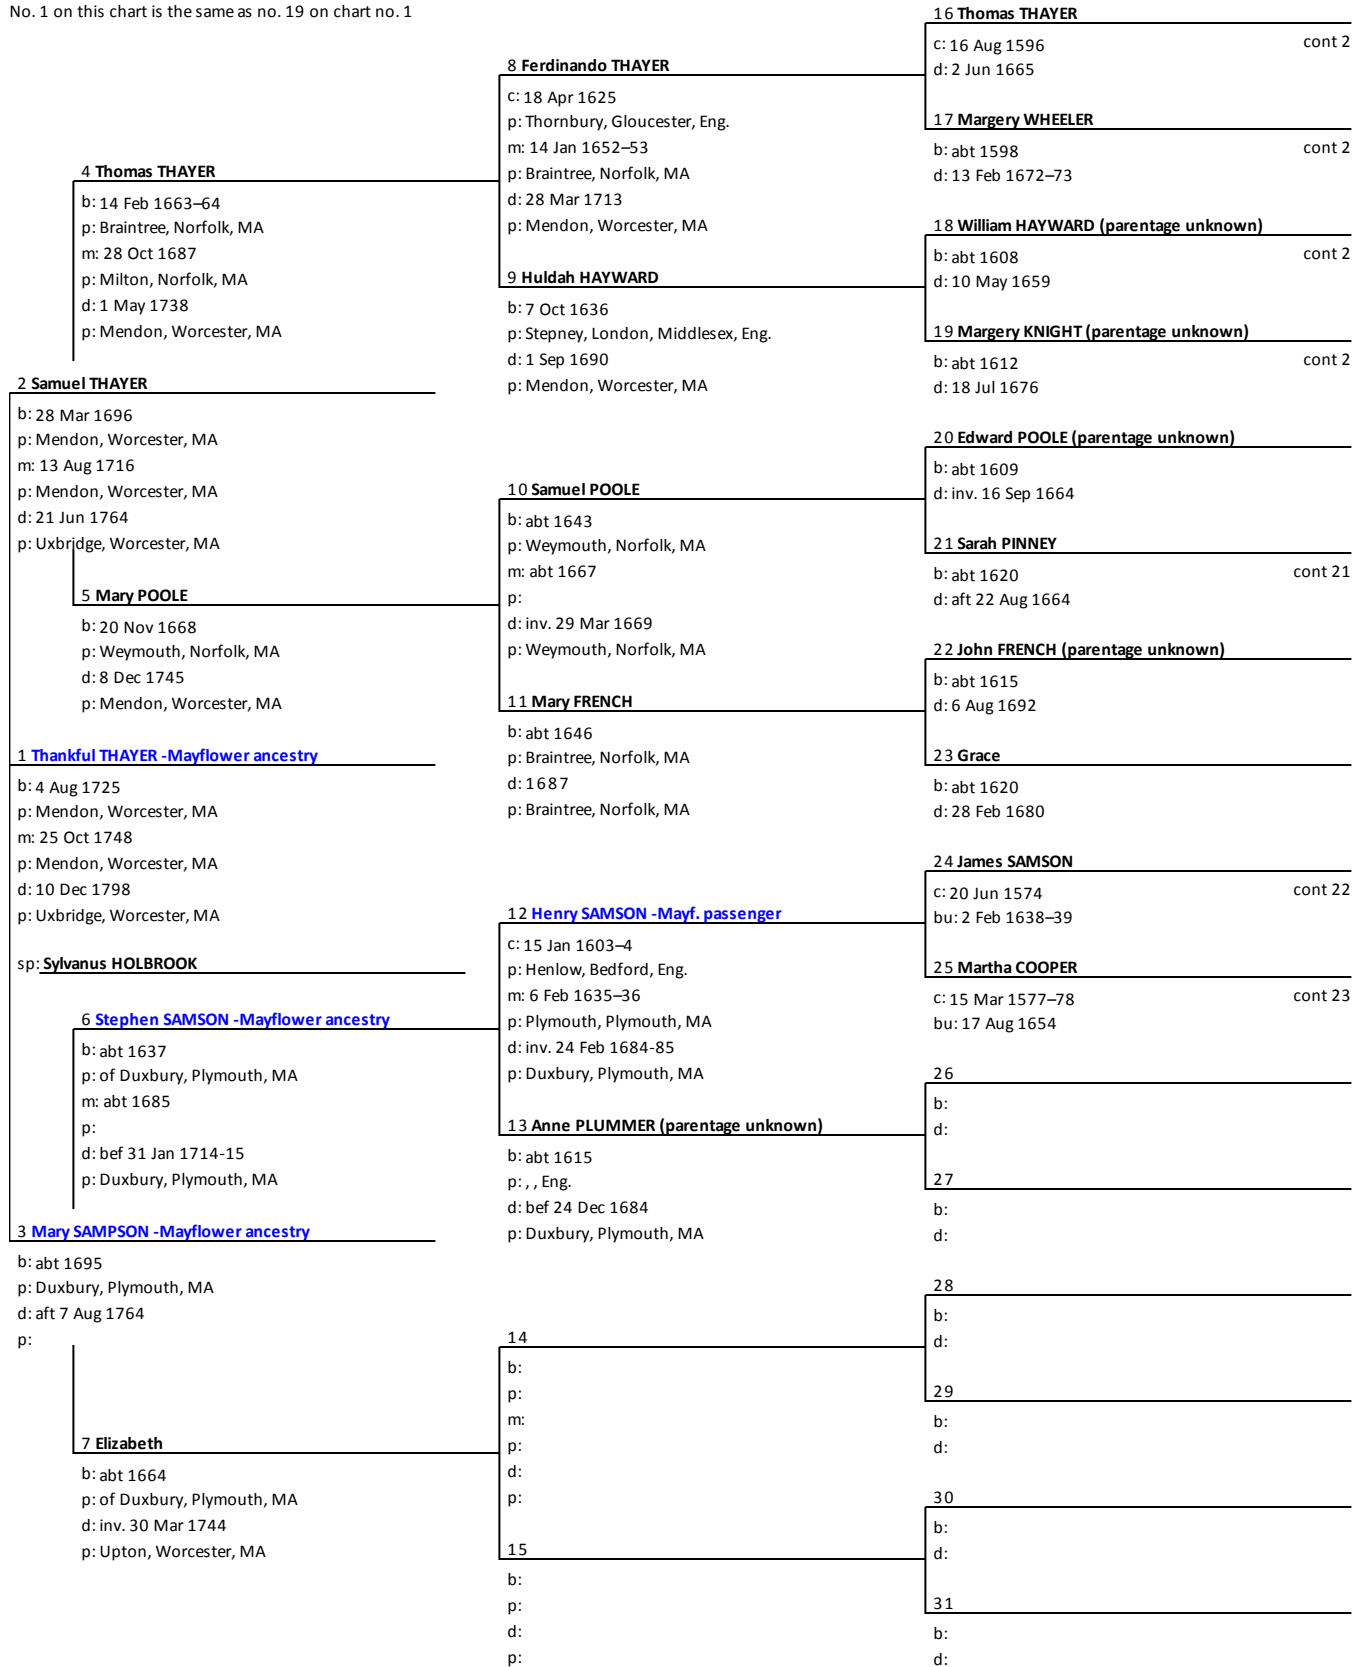 No. 1 on this chart is the same as no. 19 on chart no. 1
16 Thomas THAYER
c: 16 Aug 1596
cont 2
d: 2 Jun 1665
8 Ferdinando THAYER
c: 18 Apr 1625
p: Thornbury, Gloucester, Eng.
m: 14 Jan 1652–53
p: Braintree, Norfolk, MA
d: 28 Mar 1713
p: Mendon, Worcester, MA
17 Margery WHEELER
b: abt 1598
cont 2
d: 13 Feb 1672–73
4 Thomas THAYER
b: 14 Feb 1663–64
p: Braintree, Norfolk, MA
m: 28 Oct 1687
p: Milton, Norfolk, MA
d: 1 May 1738
p: Mendon, Worcester, MA
18 William HAYWARD (parentage unknown)
b: abt 1608
cont 2
d: 10 May 1659
9 Huldah HAYWARD
b: 7 Oct 1636
p: Stepney, London, Middlesex, Eng.
d: 1 Sep 1690
p: Mendon, Worcester, MA
19 Margery KNIGHT (parentage unknown)
b: abt 1612
cont 2
d: 18 Jul 1676
2 Samuel THAYER
b: 28 Mar 1696
p: Mendon, Worcester, MA
m: 13 Aug 1716
p: Mendon, Worcester, MA
d: 21 Jun 1764
p: Uxbridge, Worcester, MA
20 Edward POOLE (parentage unknown)
b: abt 1609
d: inv. 16 Sep 1664
10 Samuel POOLE
b: abt 1643
p: Weymouth, Norfolk, MA
m: abt 1667
p:
d: inv. 29 Mar 1669
p: Weymouth, Norfolk, MA
21 Sarah PINNEY
b: abt 1620
cont 21
d: aft 22 Aug 1664
5 Mary POOLE
b: 20 Nov 1668
p: Weymouth, Norfolk, MA
d: 8 Dec 1745
p: Mendon, Worcester, MA
22 John FRENCH (parentage unknown)
b: abt 1615
d: 6 Aug 1692
11 Mary FRENCH
b: abt 1646
p: Braintree, Norfolk, MA
d: 1687
p: Braintree, Norfolk, MA
23 Grace
b: abt 1620
d: 28 Feb 1680
1 Thankful THAYER -Mayflower ancestry
b: 4 Aug 1725
p: Mendon, Worcester, MA
m: 25 Oct 1748
p: Mendon, Worcester, MA
d: 10 Dec 1798
p: Uxbridge, Worcester, MA
sp: Sylvanus HOLBROOK
24 James SAMSON
c: 20 Jun 1574
cont 22
bu: 2 Feb 1638–39
12 Henry SAMSON -Mayf. passenger
c: 15 Jan 1603–4
p: Henlow, Bedford, Eng.
m: 6 Feb 1635–36
p: Plymouth, Plymouth, MA
d: inv. 24 Feb 1684-85
p: Duxbury, Plymouth, MA
25 Martha COOPER
c: 15 Mar 1577–78
cont 23
bu: 17 Aug 1654
6 Stephen SAMSON -Mayflower ancestry
b: abt 1637
p: of Duxbury, Plymouth, MA
m: abt 1685
p:
d: bef 31 Jan 1714-15
p: Duxbury, Plymouth, MA
26
b:
d:
13 Anne PLUMMER (parentage unknown)
b: abt 1615
p: , , Eng.
d: bef 24 Dec 1684
p: Duxbury, Plymouth, MA
27
b:
d:
3 Mary SAMPSON -Mayflower ancestry
b: abt 1695
p: Duxbury, Plymouth, MA
d: aft 7 Aug 1764
p:
28
b:
d:
14
b:
p:
m:
p:
d:
p:
29
b:
d:
7 Elizabeth
b: abt 1664
p: of Duxbury, Plymouth, MA
d: inv. 30 Mar 1744
p: Upton, Worcester, MA
30
b:
d:
15
b:
p:
d:
p:
31
b:
d: